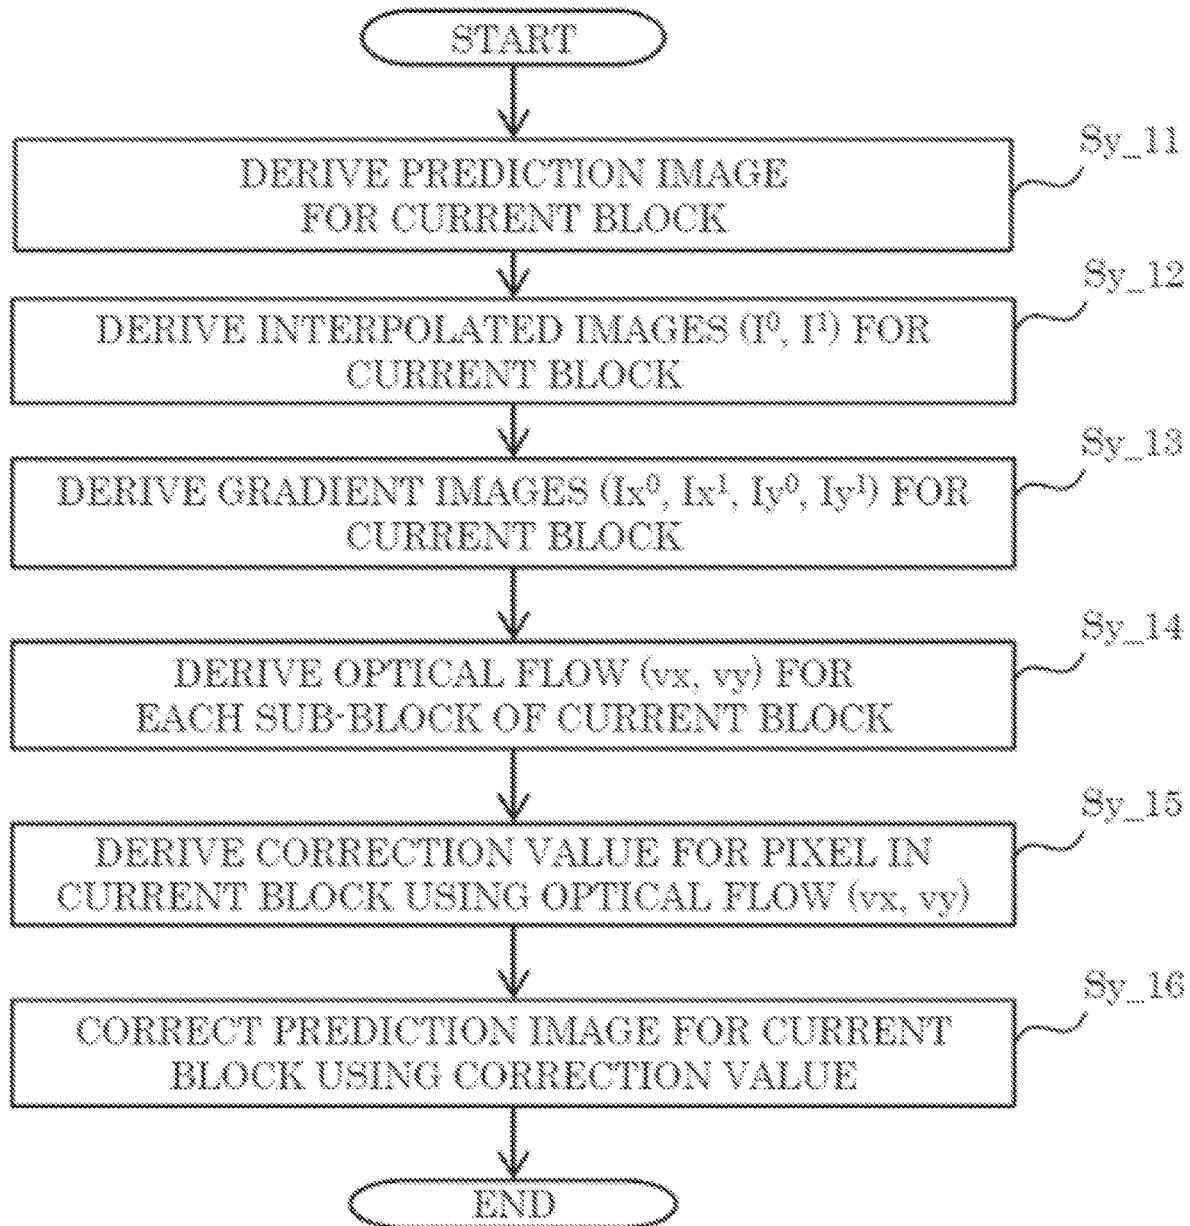 START
Sy_11
DERIVE PREDICTION IMAGE
FOR CURRENT BLOCK
Sy_12
DERIVE INTERPOLATED IMAGES (I⁰, I¹) FOR
CURRENT BLOCK
Sy_13
DERIVE GRADIENT IMAGES (Ix⁰, Ix¹, Iy⁰, Iy¹) FOR
CURRENT BLOCK
Sy_14
DERIVE OPTICAL FLOW (vx, vy) FOR
EACH SUB-BLOCK OF CURRENT BLOCK
Sy_15
DERIVE CORRECTION VALUE FOR PIXEL IN
CURRENT BLOCK USING OPTICAL FLOW (vx, vy)
Sy_16
CORRECT PREDICTION IMAGE FOR CURRENT
BLOCK USING CORRECTION VALUE
END